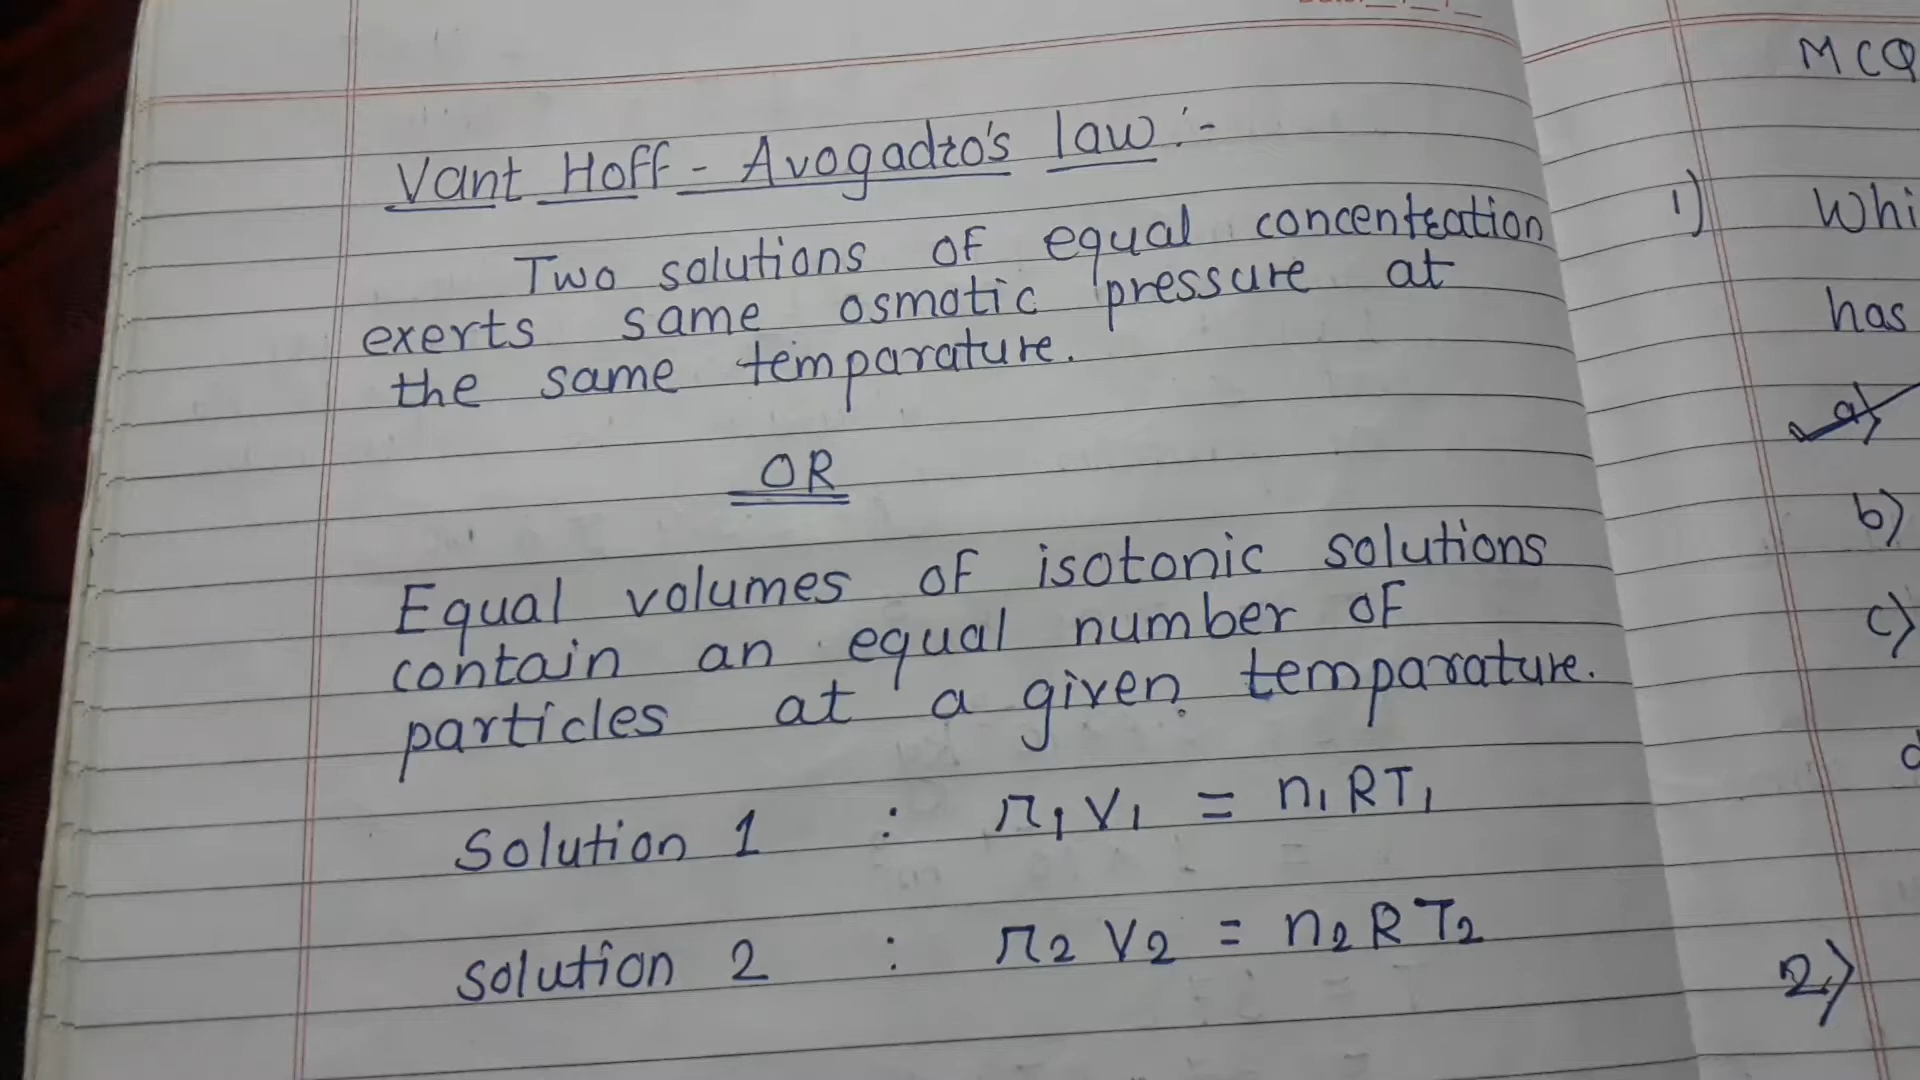 Vant Hoff - Avogadro's law :-
Two solutions of equal concentration
exerts same osmotic pressure at
the same temparature.
OR
Equal volumes of isotonic solutions
contain an equal number of
particles at a given temparature.
Solution 1 : π₁V₁ = n₁RT₁
Solution 2 : π₂V₂ = n₂RT₂
MCQ
1) Whi
has
a)
b)
c)
d
2)